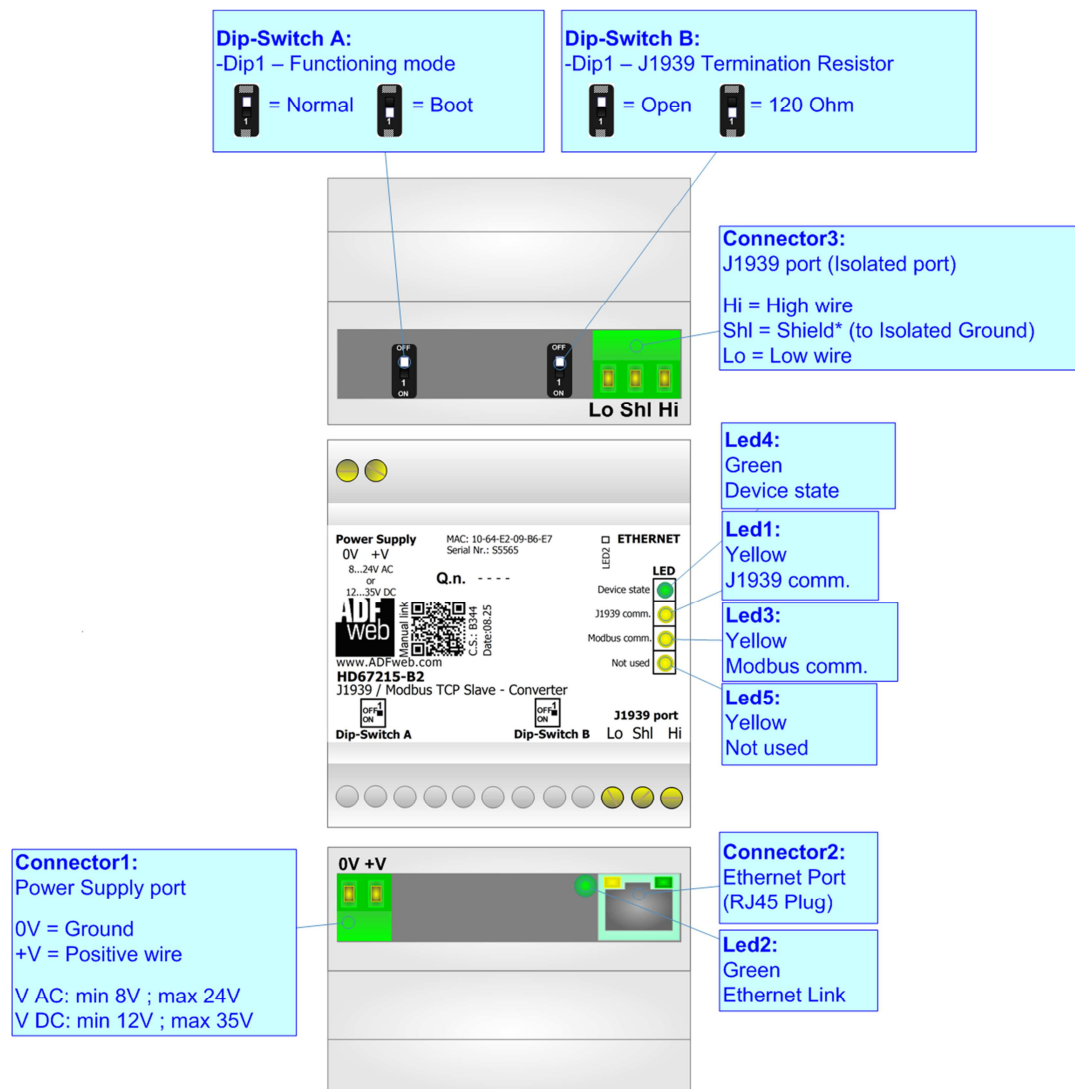 Dip-Switch A:
-Dip1 – Functioning mode
1
= Normal
1
= Boot
Dip-Switch B:
-Dip1 – J1939 Termination Resistor
1
= Open
1
= 120 Ohm
Connector3:
J1939 port (Isolated port)
Hi = High wire
Shl = Shield* (to Isolated Ground)
Lo = Low wire
OFF
1
ON
OFF
1
ON
Lo Shl Hi
Led4:
Green
Device state
Led1:
Yellow
J1939 comm.
Led3:
Yellow
Modbus comm.
Led5:
Yellow
Not used
Power Supply
0V +V
8...24V AC
or
12...35V DC
MAC: 10-64-E2-09-B6-E7
Serial Nr.: S5565
Q.n. - - - -
ETHERNET
LED2
LED
Device state
J1939 comm.
Modbus comm.
Not used
ADF
web
Manual link
C.S.: B344
Date:08.25
www.ADFweb.com
HD67215-B2
J1939 / Modbus TCP Slave - Converter
OFF 1
ON
Dip-Switch A
OFF 1
ON
Dip-Switch B
J1939 port
Lo Shl Hi
Connector1:
Power Supply port
0V = Ground
+V = Positive wire
V AC: min 8V ; max 24V
V DC: min 12V ; max 35V
0V +V
Connector2:
Ethernet Port
(RJ45 Plug)
Led2:
Green
Ethernet Link